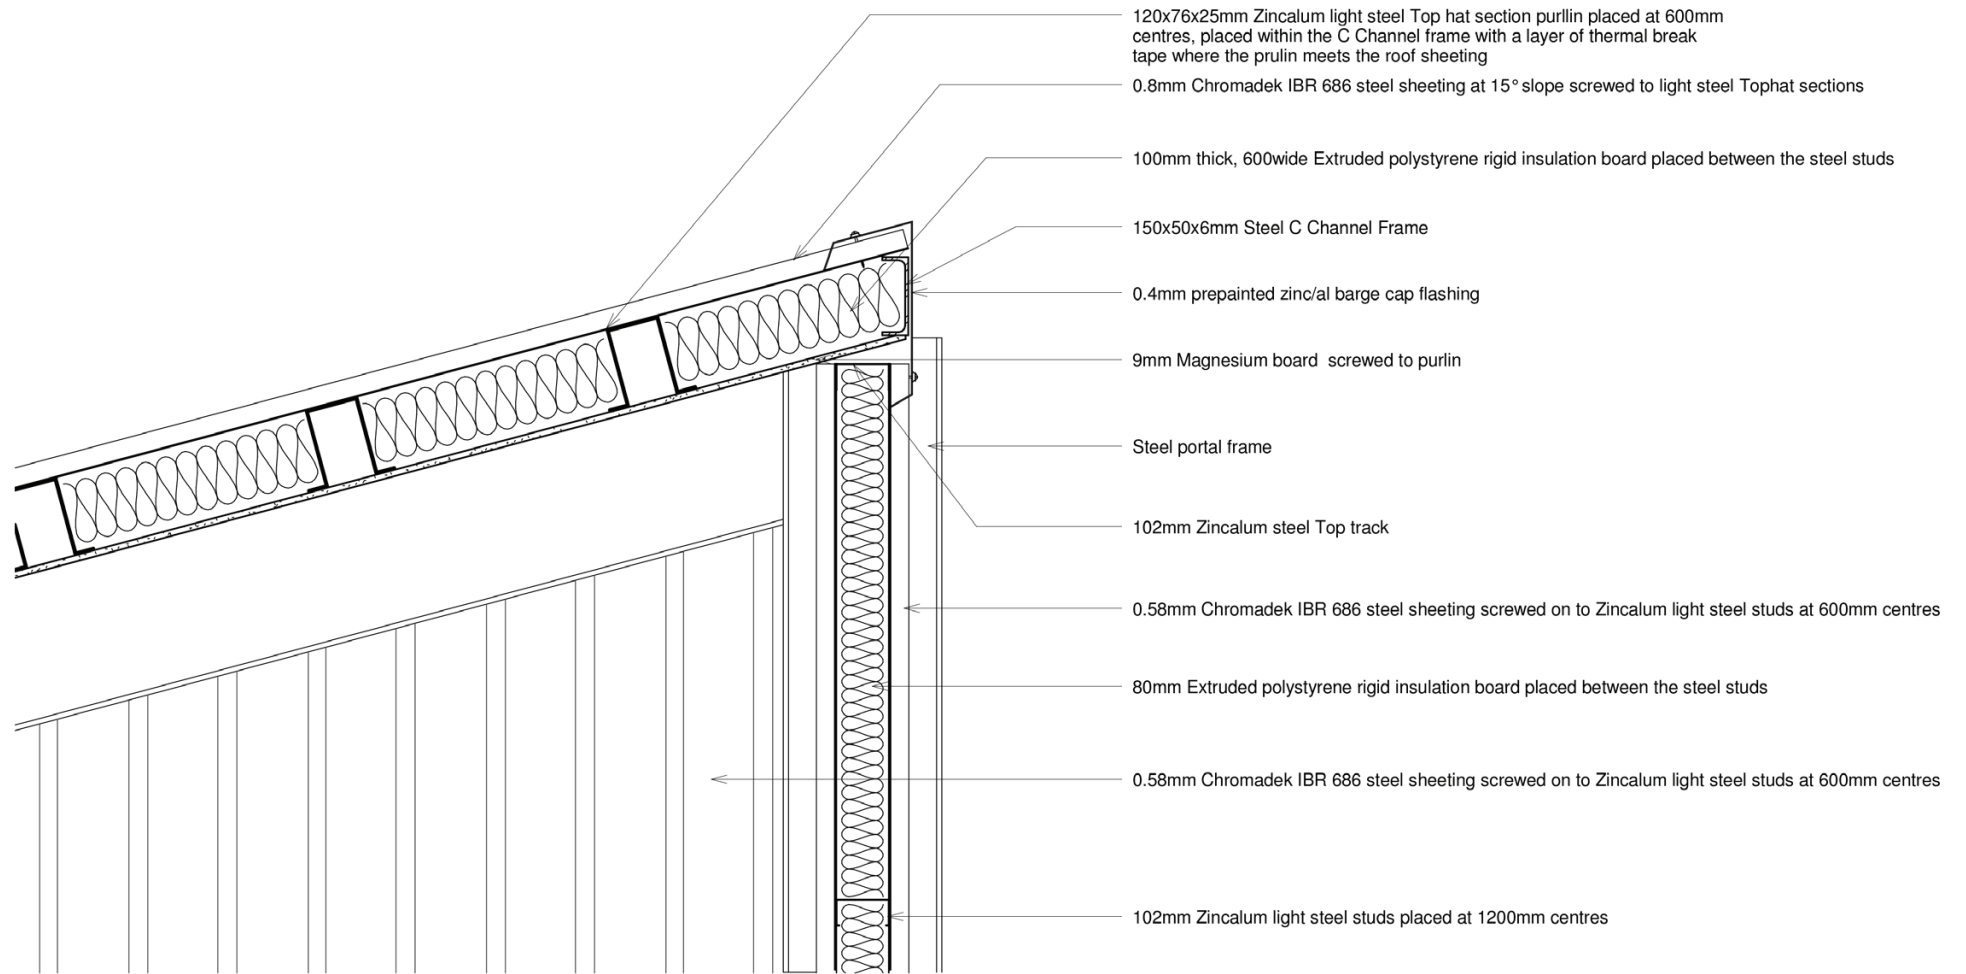 120x76x25mm Zincalum light steel Top hat section purllin placed at 600mm
centres, placed within the C Channel frame with a layer of thermal break
tape where the prulin meets the roof sheeting
0.8mm Chromadek IBR 686 steel sheeting at 15° slope screwed to light steel Tophat sections
100mm thick, 600wide Extruded polystyrene rigid insulation board placed between the steel studs
150x50x6mm Steel C Channel Frame
0.4mm prepainted zinc/al barge cap flashing
9mm Magnesium board screwed to purlin
Steel portal frame
102mm Zincalum steel Top track
0.58mm Chromadek IBR 686 steel sheeting screwed on to Zincalum light steel studs at 600mm centres
80mm Extruded polystyrene rigid insulation board placed between the steel studs
0.58mm Chromadek IBR 686 steel sheeting screwed on to Zincalum light steel studs at 600mm centres
102mm Zincalum light steel studs placed at 1200mm centres